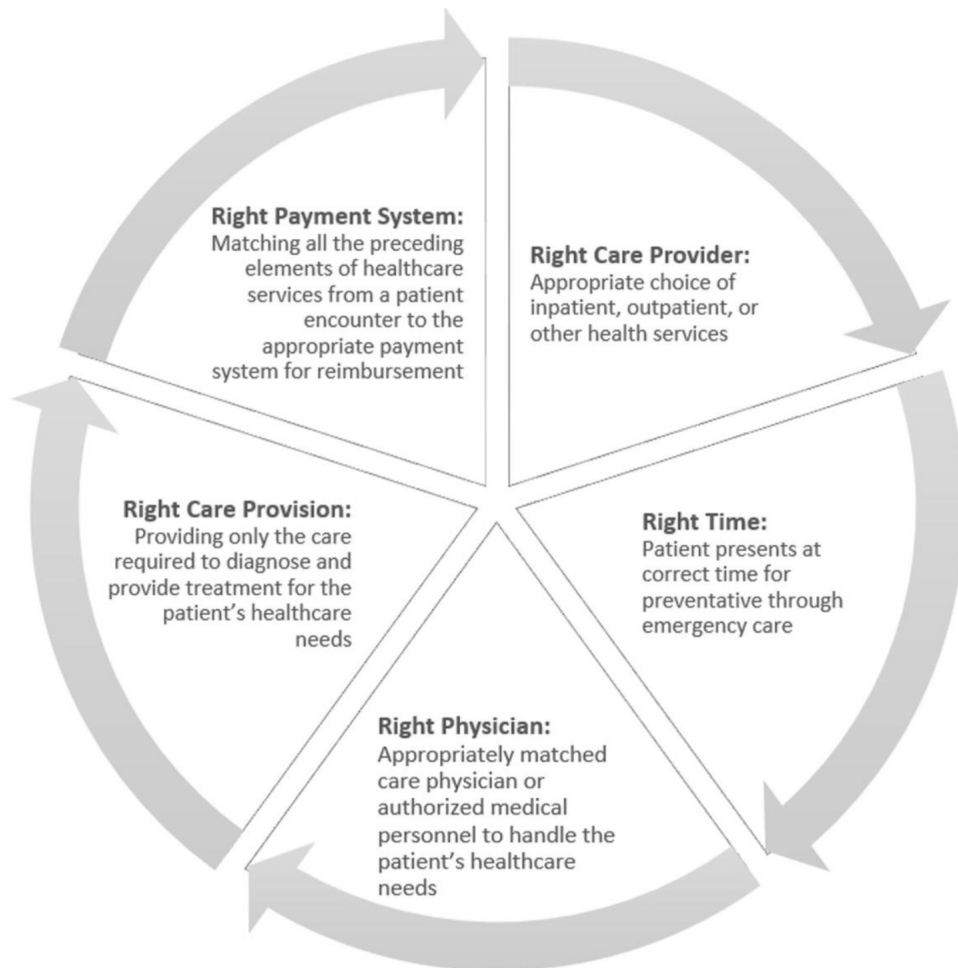 Right Payment System:
Matching all the preceding
elements of healthcare
services from a patient
encounter to the
appropriate payment
system for reimbursement
Right Care Provider:
Appropriate choice of
inpatient, outpatient, or
other health services
Right Time:
Patient presents at
correct time for
preventative through
emergency care
Right Physician:
Appropriately matched
care physician or
authorized medical
personnel to handle the
patient’s healthcare
needs
Right Care Provision:
Providing only the care
required to diagnose and
provide treatment for the
patient’s healthcare
needs